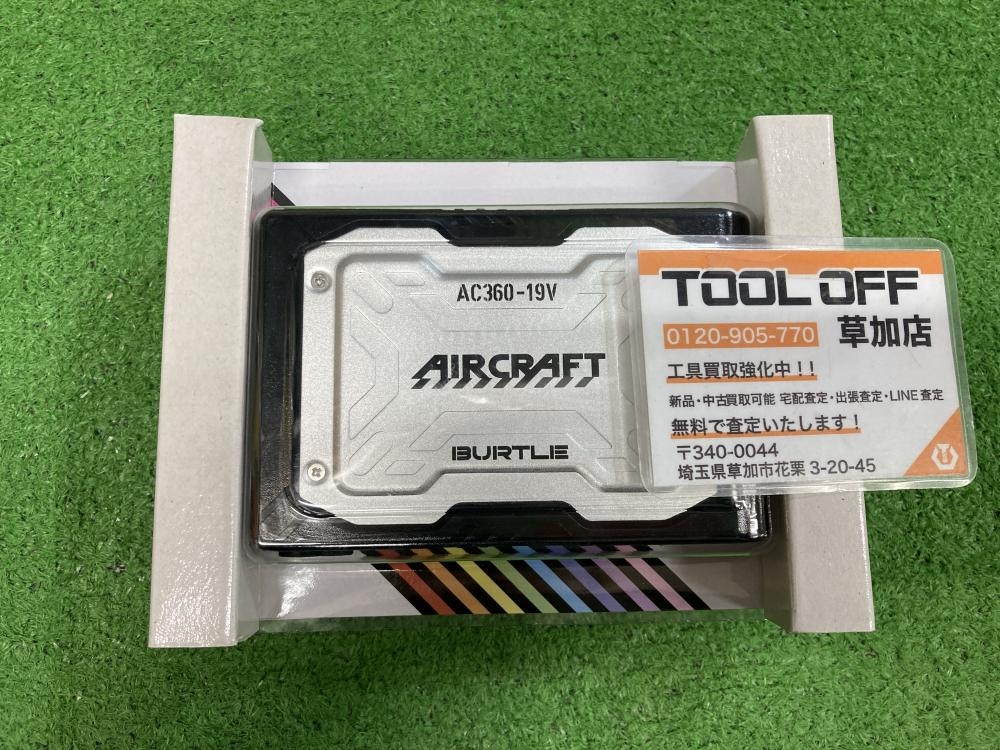 AC360-19V
AIRCRAFT
BURTLE
TOOL OFF
0120-905-770 草加店
工具買取強化中!!
新品・中古買取可能 宅配査定・出張査定・LINE査定
無料で査定いたします!
〒340-0044
埼玉県草加市花栗3-20-45